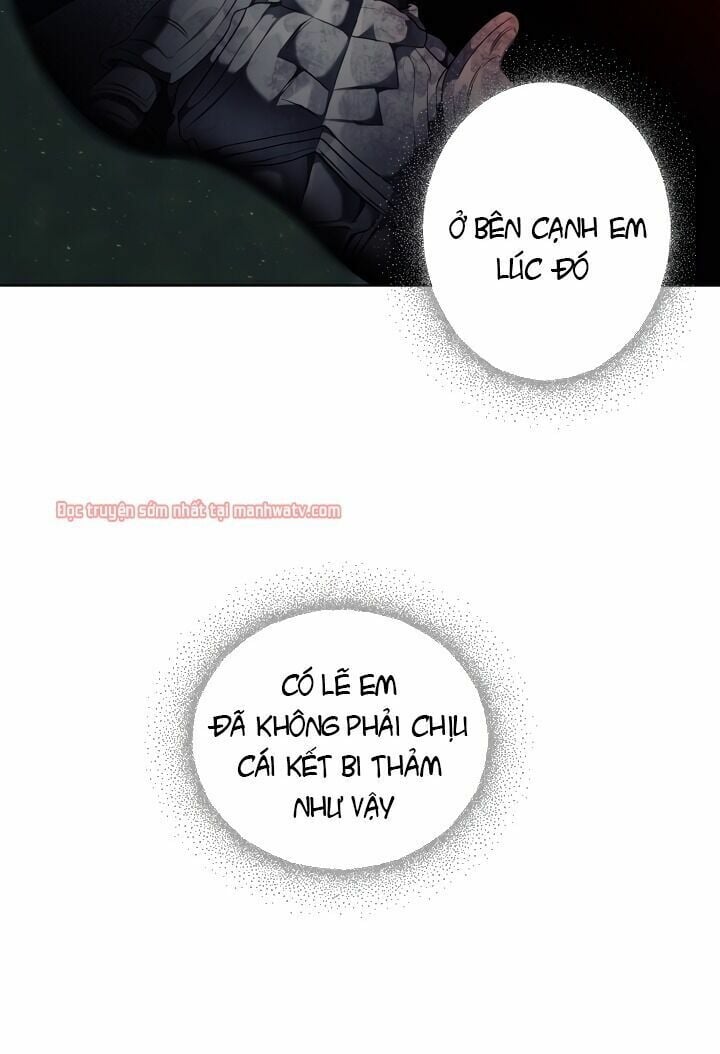 Ở BÊN CẠNH EM
LÚC ĐÓ
Đọc truyện sớm nhất tại manhwatv.com
CÓ LẼ EM
ĐÃ KHÔNG PHẢI CHỊU
CÁI KẾT BI THẢM
NHƯ VẬY